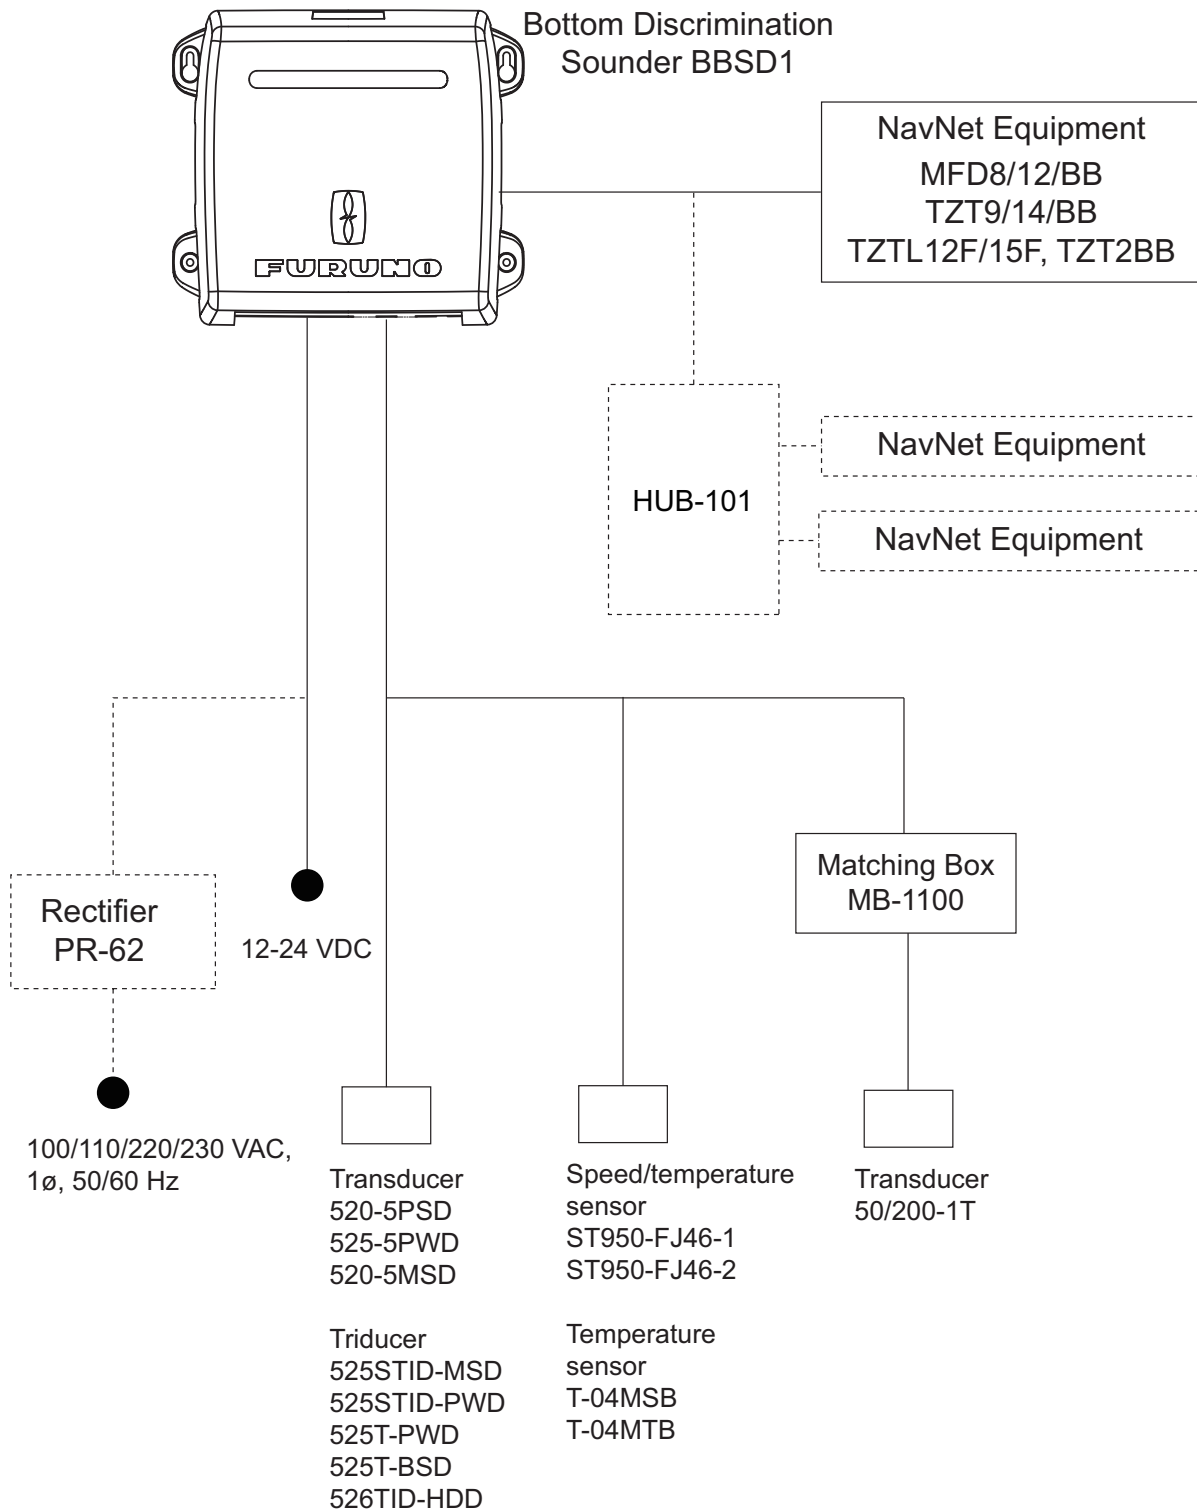 Bottom Discrimination
Sounder BBSD1
NavNet Equipment
MFD8/12/BB
TZT9/14/BB
TZTL12F/15F, TZT2BB
FURUNO
NavNet Equipment
HUB-101
NavNet Equipment
Matching Box
MB-1100
Rectifier
PR-62
12-24 VDC
100/110/220/230 VAC,
1ø, 50/60 Hz
Transducer
520-5PSD
525-5PWD
520-5MSD
Triducer
525STID-MSD
525STID-PWD
525T-PWD
525T-BSD
526TID-HDD
Speed/temperature
sensor
ST950-FJ46-1
ST950-FJ46-2
Temperature
sensor
T-04MSB
T-04MTB
Transducer
50/200-1T